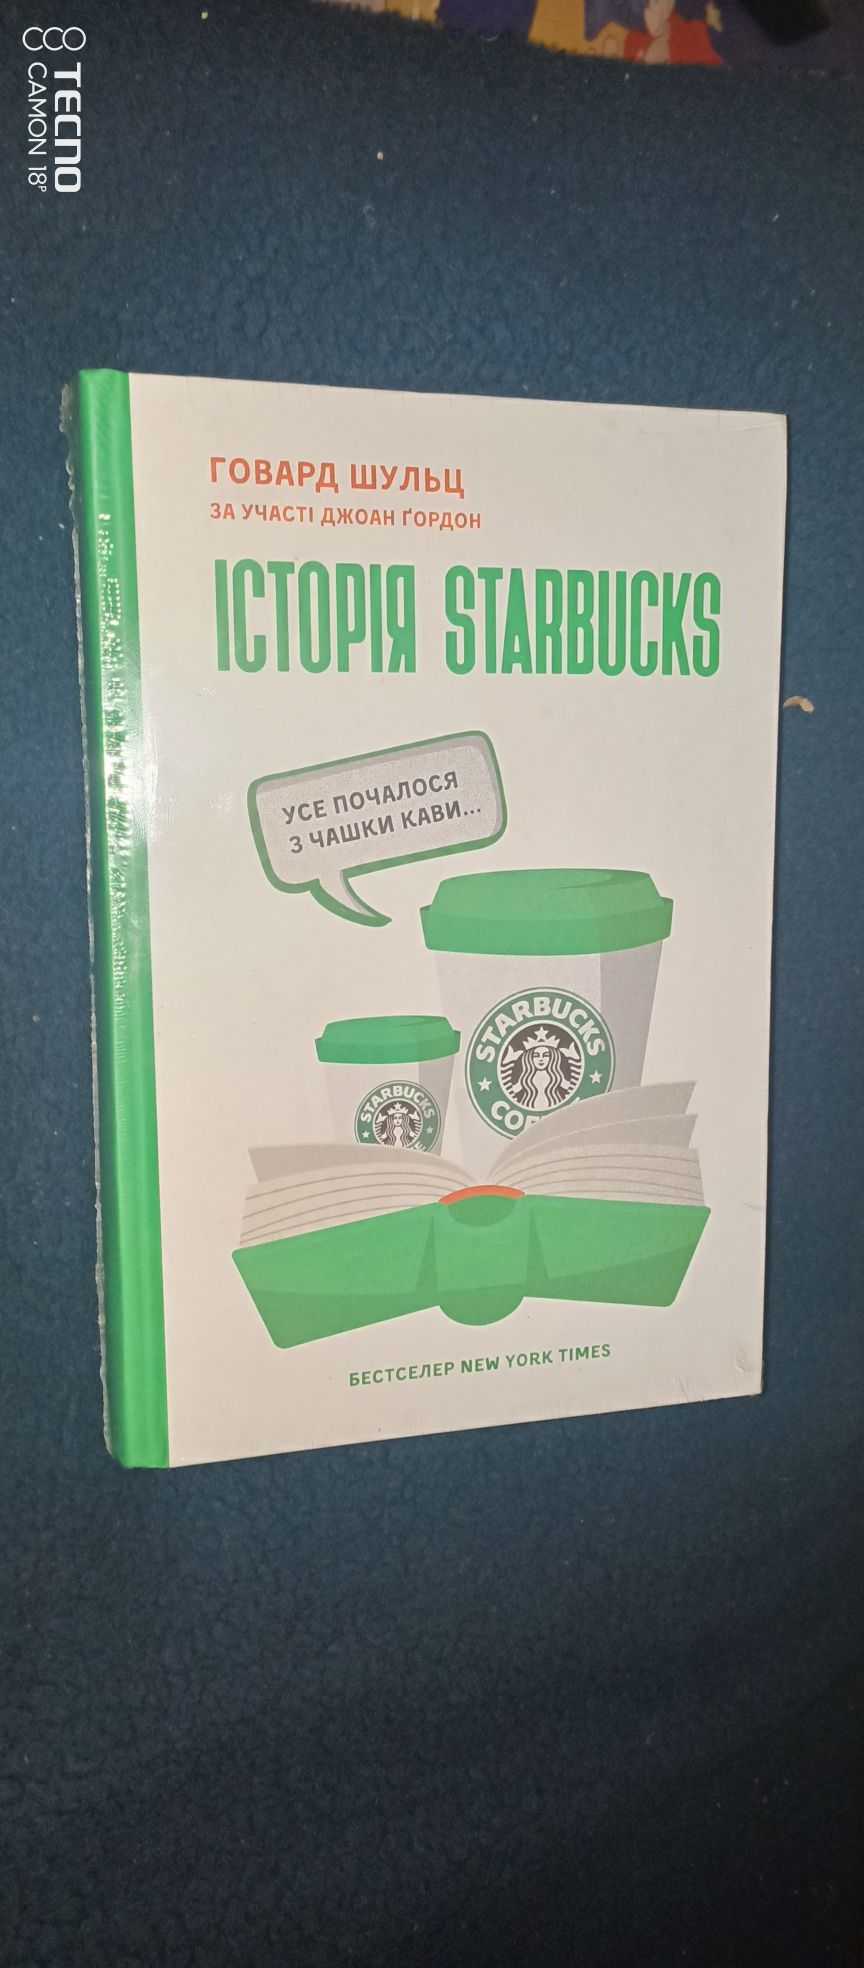 TECNO
CAMON 18P
ГОВАРД ШУЛЬЦ
ЗА УЧАСТІ ДЖОАН ҐОРДОН
ІСТОРІЯ STARBUCKS
УСЕ ПОЧАЛОСЯ
З ЧАШКИ КАВИ...
STARBUCKS
STARBUCKS
БЕСТСЕЛЕР NEW YORK TIMES